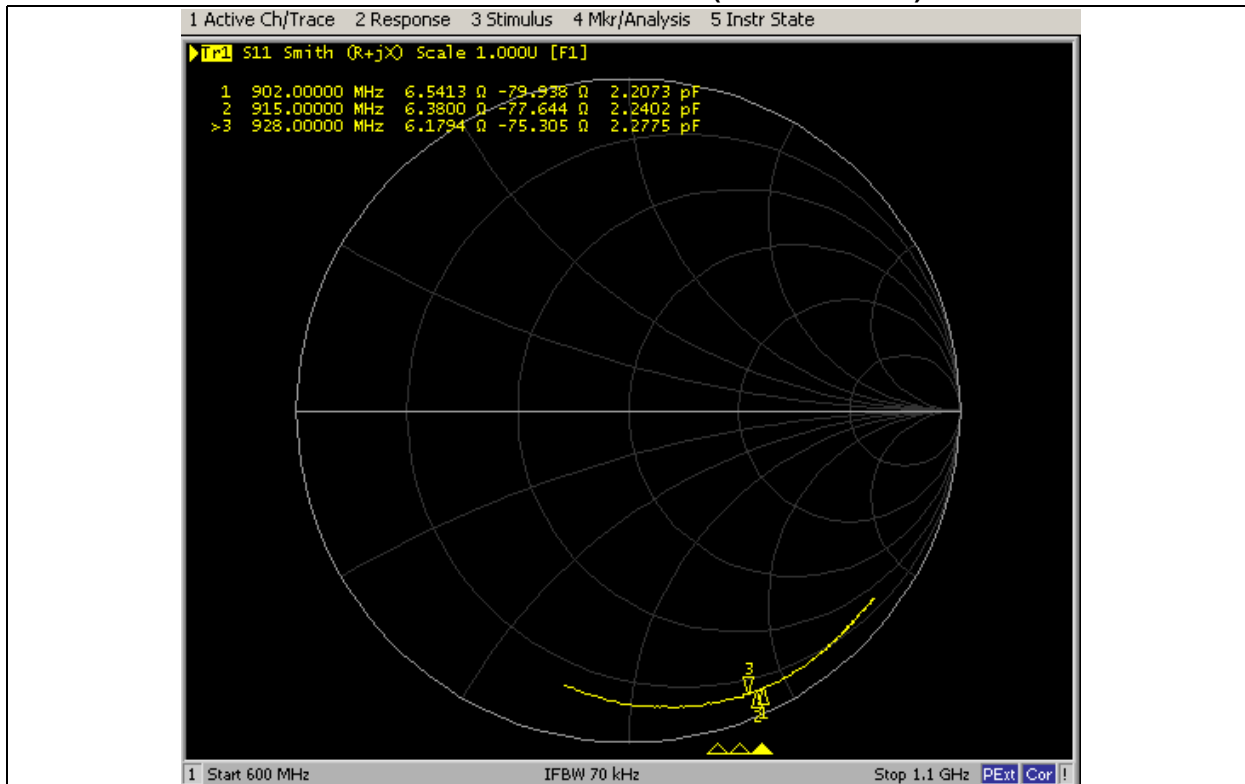 1 Active Ch/Trace 2 Response 3 Stimulus 4 Mkr/Analysis 5 Instr State
Tr1 S11 Smith (R+jX) Scale 1.000U [F1]
1 902.00000 MHz 6.5413 Ω -79.938 Ω 2.2073 pF
2 915.00000 MHz 6.3800 Ω -77.644 Ω 2.2402 pF
>3 928.00000 MHz 6.1794 Ω -75.305 Ω 2.2775 pF
3
2 1
1 Start 600 MHz IFBW 70 kHz Stop 1.1 GHz PExt Cor !